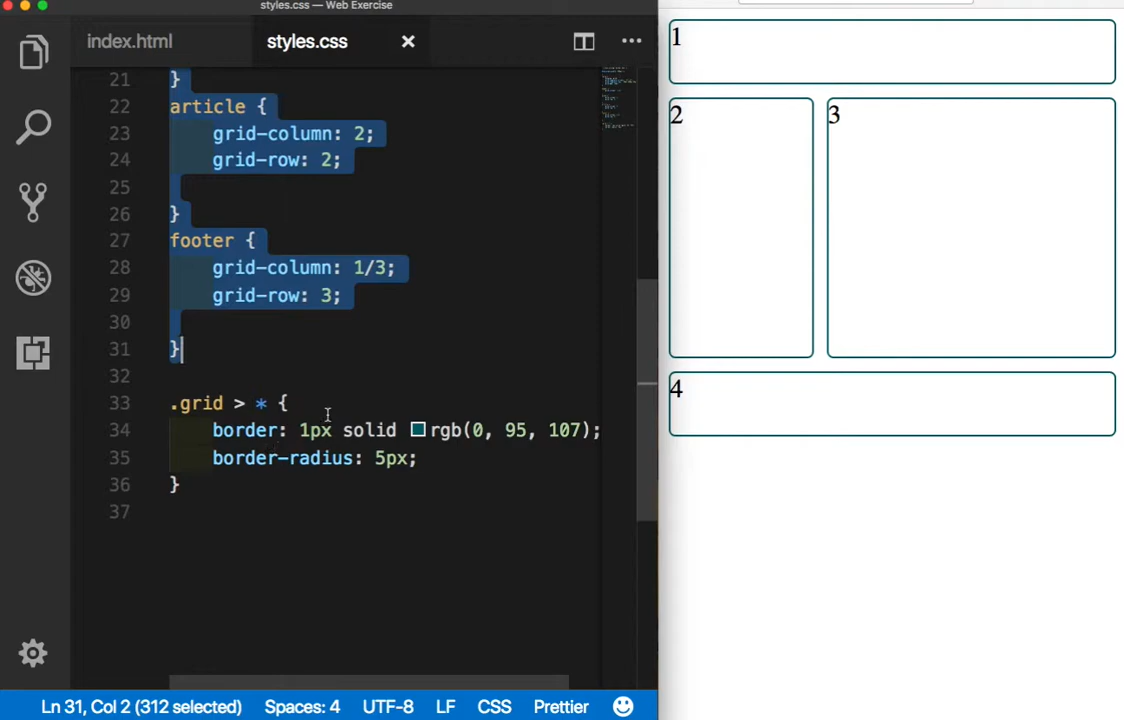 styles.css — Web Exercise
index.html
styles.css
21 }
22 article {
23 grid-column: 2;
24 grid-row: 2;
25
26 }
27 footer {
28 grid-column: 1/3;
29 grid-row: 3;
30
31 }
32
33 .grid > * {
34 border: 1px solid rgb(0, 95, 107);
35 border-radius: 5px;
36 }
37
Ln 31, Col 2 (312 selected) Spaces: 4 UTF-8 LF CSS Prettier
1
2
3
4